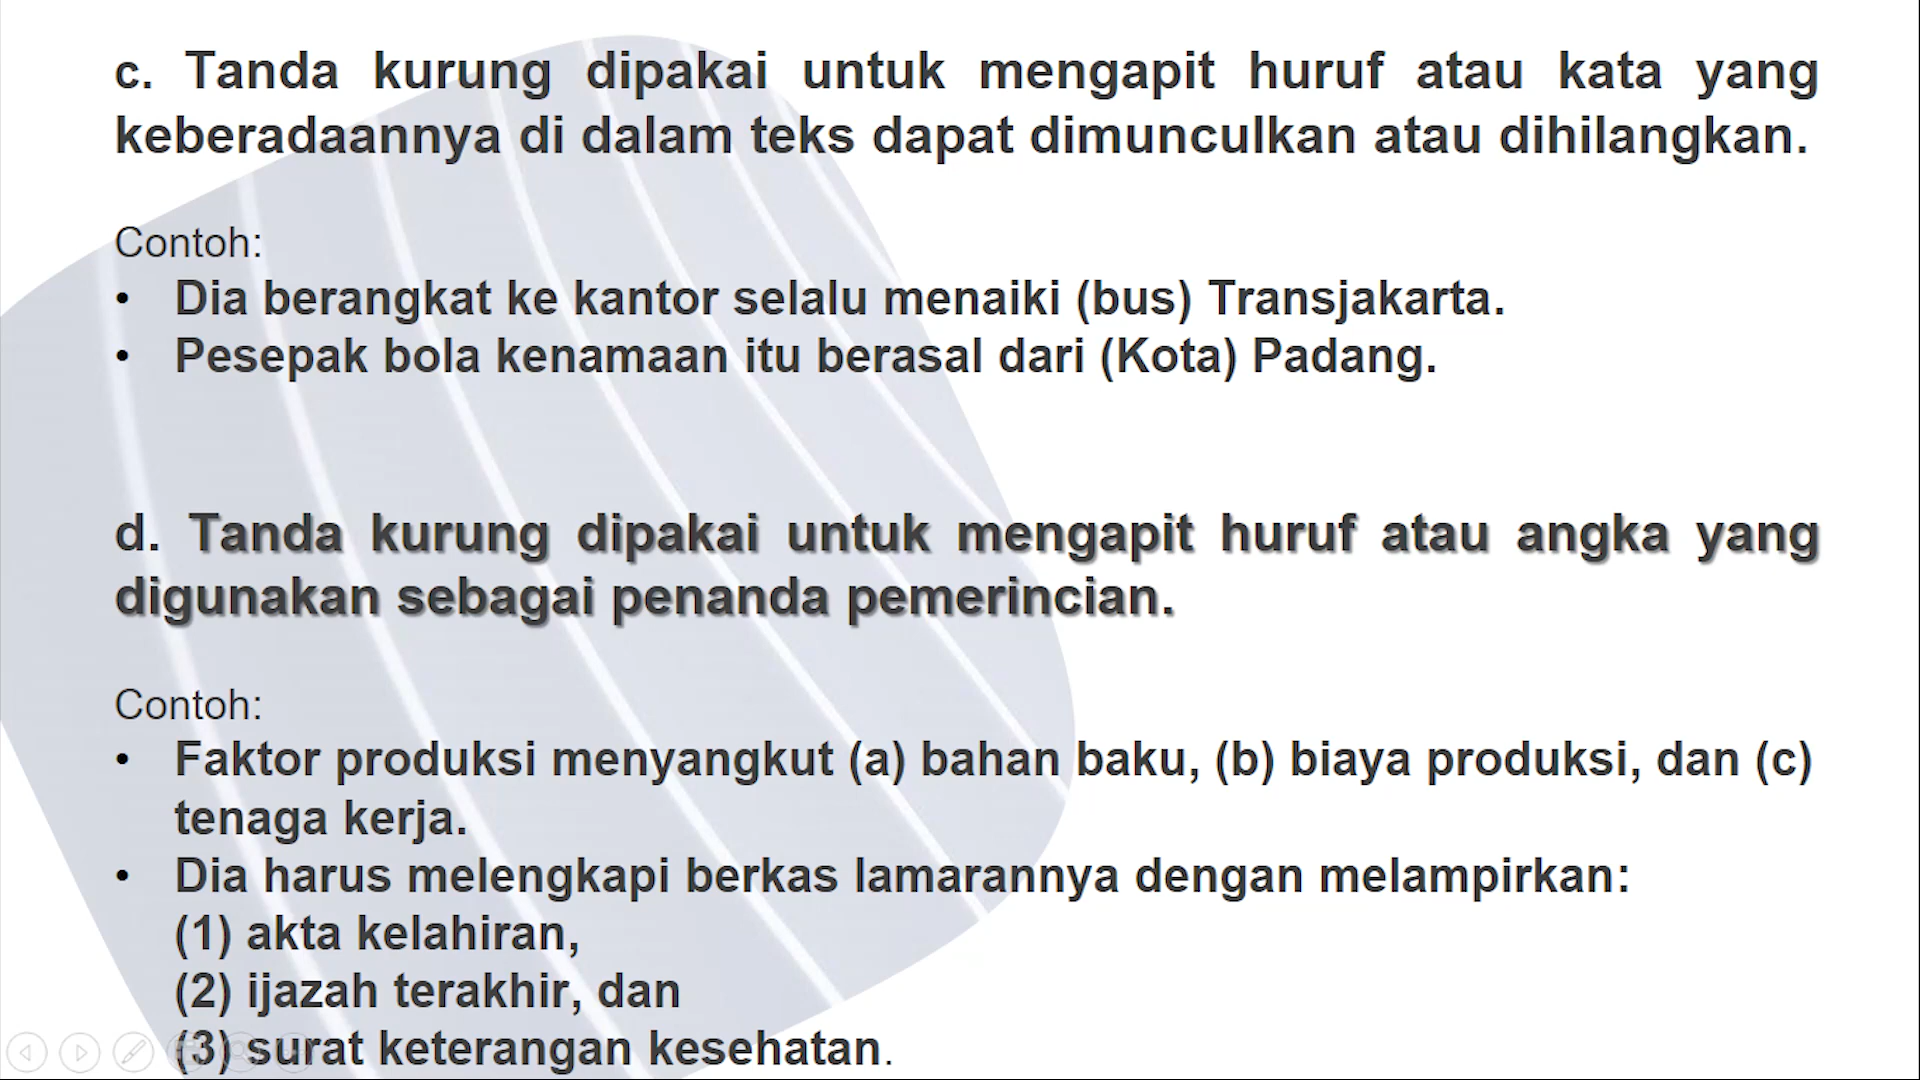 c. Tanda kurung dipakai untuk mengapit huruf atau kata yang
keberadaannya di dalam teks dapat dimunculkan atau dihilangkan.
Contoh:
• Dia berangkat ke kantor selalu menaiki (bus) Transjakarta.
• Pesepak bola kenamaan itu berasal dari (Kota) Padang.
d. Tanda kurung dipakai untuk mengapit huruf atau angka yang
digunakan sebagai penanda pemerincian.
Contoh:
• Faktor produksi menyangkut (a) bahan baku, (b) biaya produksi, dan (c)
tenaga kerja.
• Dia harus melengkapi berkas lamarannya dengan melampirkan:
(1) akta kelahiran,
(2) ijazah terakhir, dan
(3) surat keterangan kesehatan.